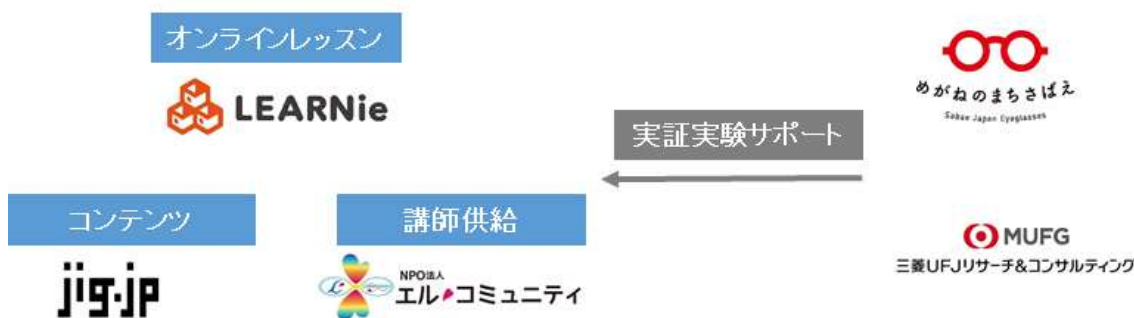 オンラインレッスン
LEARNie
コンテンツ
jig.jp
講師供給
NPO法人
エル・コミュニティ
実証実験サポート
めがねのまちさばえ
Sabae Japan Eyeglasses
MUFG
三菱UFJリサーチ&コンサルティング